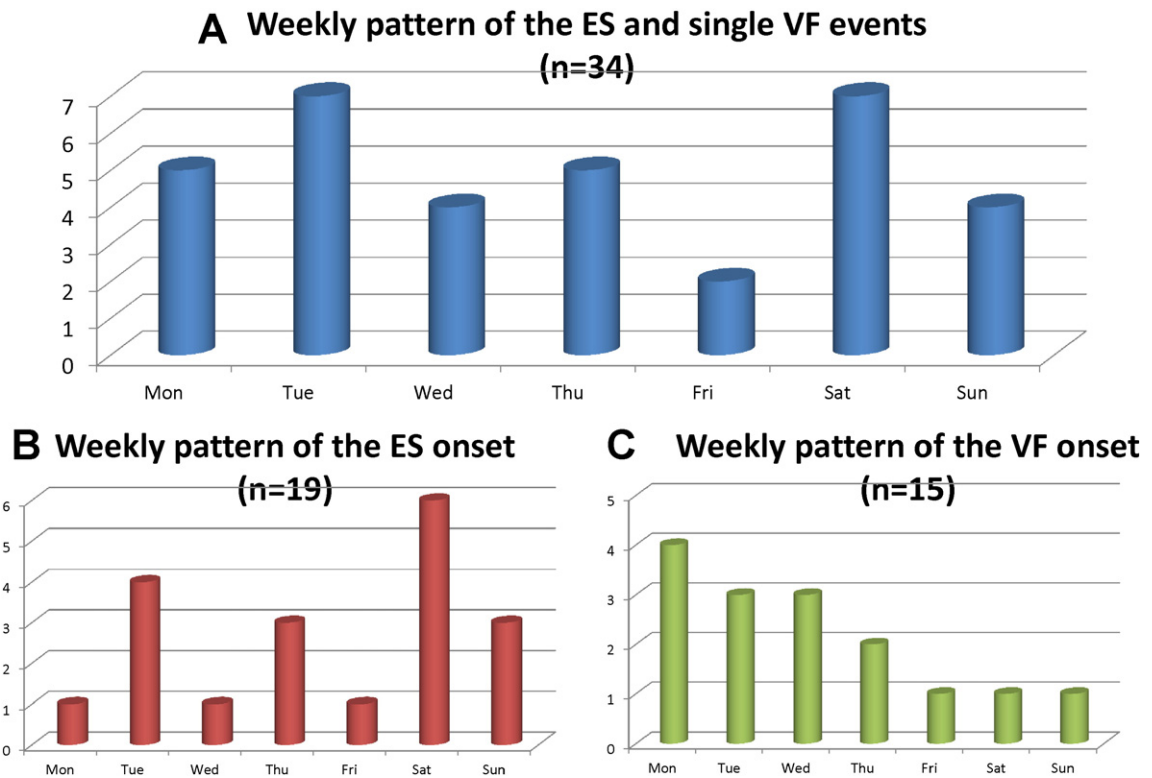 A Weekly pattern of the ES and single VF events
(n=34)
7
6
5
4
3
2
1
0
Mon Tue Wed Thu Fri Sat Sun
B Weekly pattern of the ES onset
(n=19)
6
5
4
3
2
1
0
Mon Tue Wed Thu Fri Sat Sun
C Weekly pattern of the VF onset
(n=15)
5
4
3
2
1
0
Mon Tue Wed Thu Fri Sat Sun